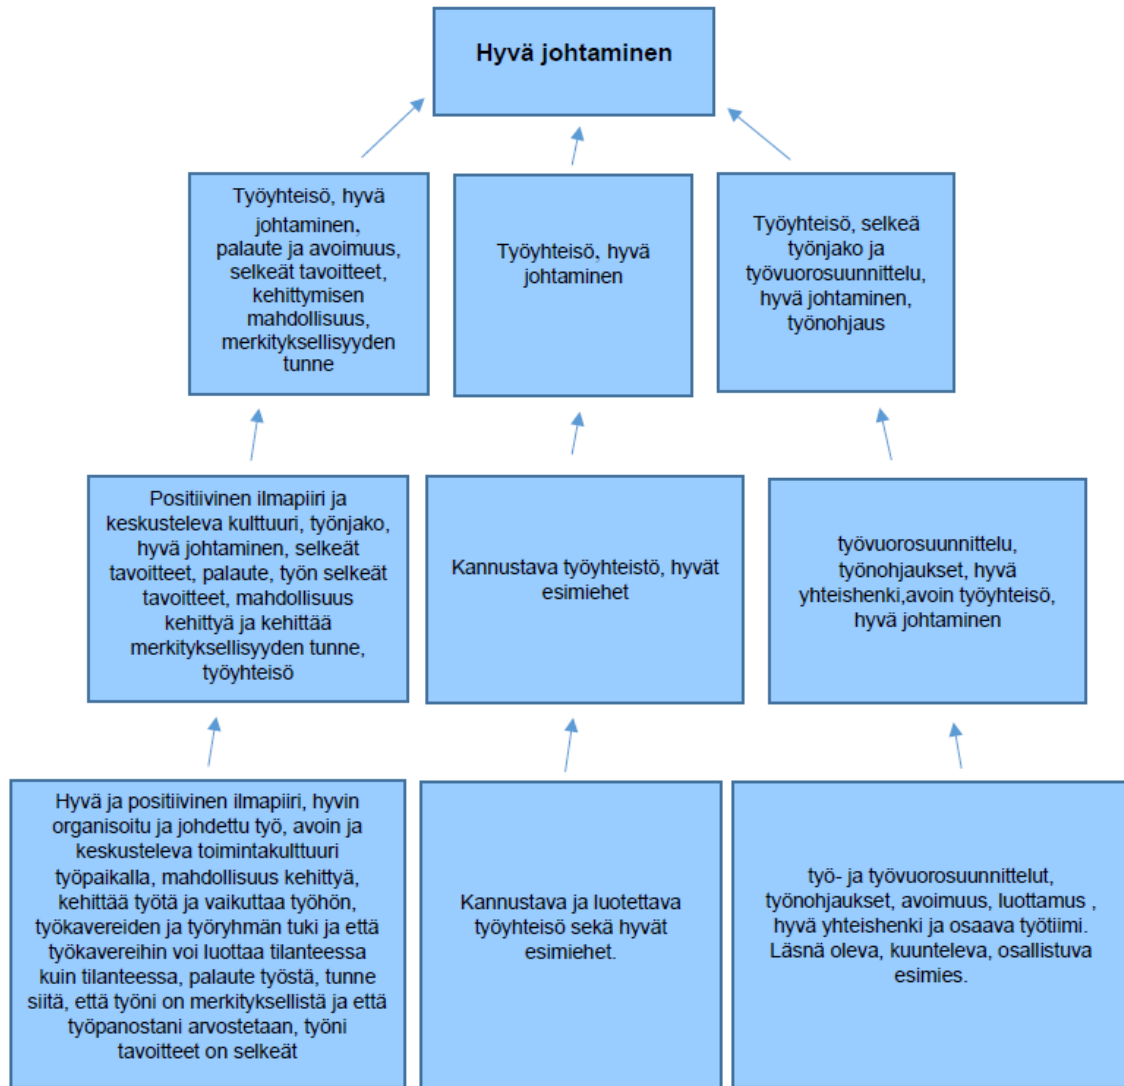 Hyvä johtaminen
Työyhteisö, hyvä
johtaminen,
palaute ja avoimuus,
selkeät tavoitteet,
kehittymisen
mahdollisuus,
merkityksellisyyden
tunne
Työyhteisö, hyvä
johtaminen
Työyhteisö, selkeä
työnjako ja
työvuorosuunnittelu,
hyvä johtaminen,
työnohjaus
Positiivinen ilmapiiri ja
keskusteleva kulttuuri, työnjako,
hyvä johtaminen, selkeät
tavoitteet, palaute, työn selkeät
tavoitteet, mahdollisuus
kehittyä ja kehittää
merkityksellisyyden tunne,
työyhteisö
Kannustava työyhteistö, hyvät
esimiehet
työvuorosuunnittelu,
työnohjaukset, hyvä
yhteishenki,avoin työyhteisö,
hyvä johtaminen
Hyvä ja positiivinen ilmapiiri, hyvin
organisoitu ja johdettu työ, avoin ja
keskusteleva toimintakulttuuri
työpaikalla, mahdollisuus kehittyä,
kehittää työtä ja vaikuttaa työhön,
työkavereiden ja työryhmän tuki ja että
työkavereihin voi luottaa tilanteessa
kuin tilanteessa, palaute työstä, tunne
siitä, että työni on merkityksellistä ja että
työpanostani arvostetaan, työni
tavoitteet on selkeät
Kannustava ja luotettava
työyhteisö sekä hyvät
esimiehet.
työ- ja työvuorosuunnittelut,
työnohjaukset, avoimuus, luottamus ,
hyvä yhteishenki ja osaava työtiimi.
Läsnä oleva, kuunteleva, osallistuva
esimies.